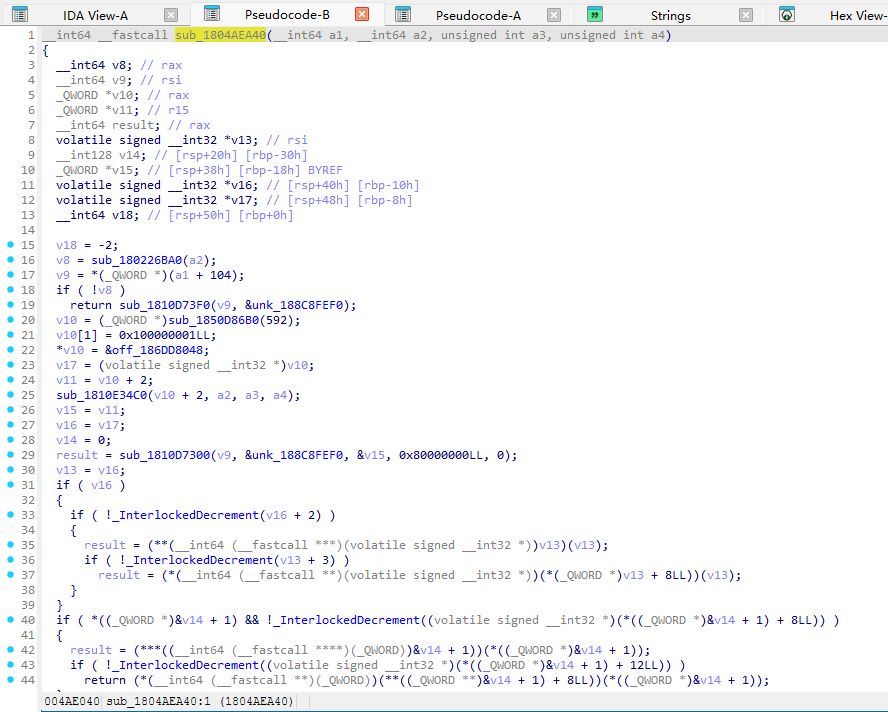 IDA View-A Pseudocode-B Pseudocode-A Strings Hex View-
1 __int64 __fastcall sub_1804AEA40(__int64 a1, __int64 a2, unsigned int a3, unsigned int a4)
2 {
3 __int64 v8; // rax
4 __int64 v9; // rsi
5 _QWORD *v10; // rax
6 _QWORD *v11; // r15
7 __int64 result; // rax
8 volatile signed __int32 *v13; // rsi
9 __int128 v14; // [rsp+20h] [rbp-30h]
10 _QWORD *v15; // [rsp+38h] [rbp-18h] BYREF
11 volatile signed __int32 *v16; // [rsp+40h] [rbp-10h]
12 volatile signed __int32 *v17; // [rsp+48h] [rbp-8h]
13 __int64 v18; // [rsp+50h] [rbp+0h]
14
15 v18 = -2;
16 v8 = sub_180226BA0(a2);
17 v9 = *(_QWORD *)(a1 + 104);
18 if ( !v8 )
19 return sub_1810D73F0(v9, &unk_188C8FEF0);
20 v10 = (_QWORD *)sub_1850D86B0(592);
21 v10[1] = 0x100000001LL;
22 *v10 = &off_186DD8048;
23 v17 = (volatile signed __int32 *)v10;
24 v11 = v10 + 2;
25 sub_1810E34C0(v10 + 2, a2, a3, a4);
26 v15 = v11;
27 v16 = v17;
28 v14 = 0;
29 result = sub_1810D7300(v9, &unk_188C8FEF0, &v15, 0x80000000LL, 0);
30 v13 = v16;
31 if ( v16 )
32 {
33 if ( !_InterlockedDecrement(v16 + 2) )
34 {
35 result = (**(__int64 (__fastcall ***)(volatile signed __int32 *))v13)(v13);
36 if ( !_InterlockedDecrement(v13 + 3) )
37 result = (*(__int64 (__fastcall **)(volatile signed __int32 *))(*(_QWORD *)v13 + 8LL))(v13);
38 }
39 }
40 if ( *((_QWORD *)&v14 + 1) && !_InterlockedDecrement((volatile signed __int32 *)(*((_QWORD *)&v14 + 1) + 8LL)) )
41 {
42 result = (***((__int64 (__fastcall ****)(_QWORD))&v14 + 1))(*((_QWORD *)&v14 + 1));
43 if ( !_InterlockedDecrement((volatile signed __int32 *)(*((_QWORD *)&v14 + 1) + 12LL)) )
44 return (*(__int64 (__fastcall **)(_QWORD))(**((_QWORD **)&v14 + 1) + 8LL))(*((_QWORD *)&v14 + 1));
004AE040 sub_1804AEA40:1 (1804AEA40)